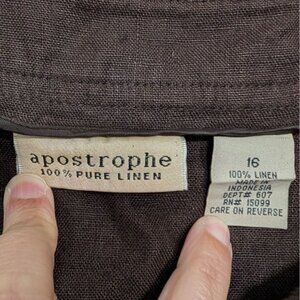 apostrophe
100% PURE LINEN
16
100% LINEN
MADE IN
INDONESIA
DEPT# 607
RN# 15099
CARE ON REVERSE